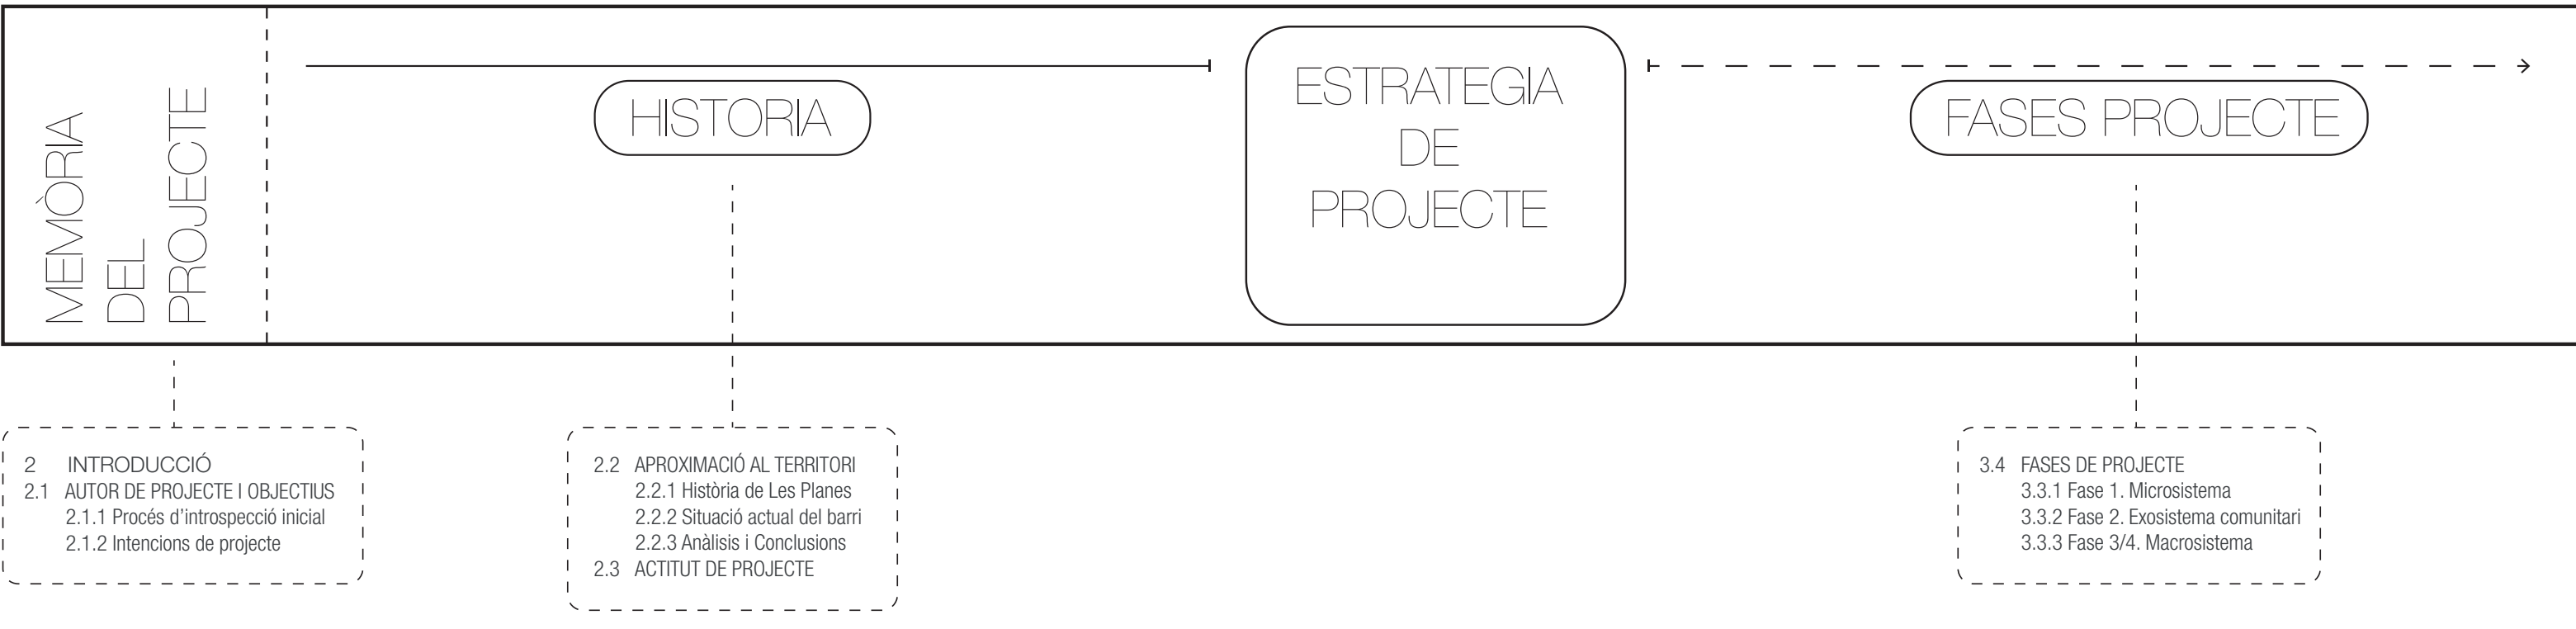 MEMÒRIA
DEL
PROJECTE
HISTORIA
ESTRATEGIA
DE
PROJECTE
FASES PROJECTE
2 INTRODUCCIÓ
2.1 AUTOR DE PROJECTE I OBJECTIUS
2.1.1 Procés d'introspecció inicial
2.1.2 Intencions de projecte
2.2 APROXIMACIÓ AL TERRITORI
2.2.1 Història de Les Planes
2.2.2 Situació actual del barri
2.2.3 Anàlisis i Conclusions
2.3 ACTITUT DE PROJECTE
3.4 FASES DE PROJECTE
3.3.1 Fase 1. Microsistema
3.3.2 Fase 2. Exosistema comunitari
3.3.3 Fase 3/4. Macrosistema